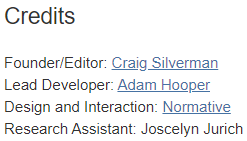 Credits
Founder/Editor: Craig Silverman
Lead Developer: Adam Hooper
Design and Interaction: Normative
Research Assistant: Joscelyn Jurich